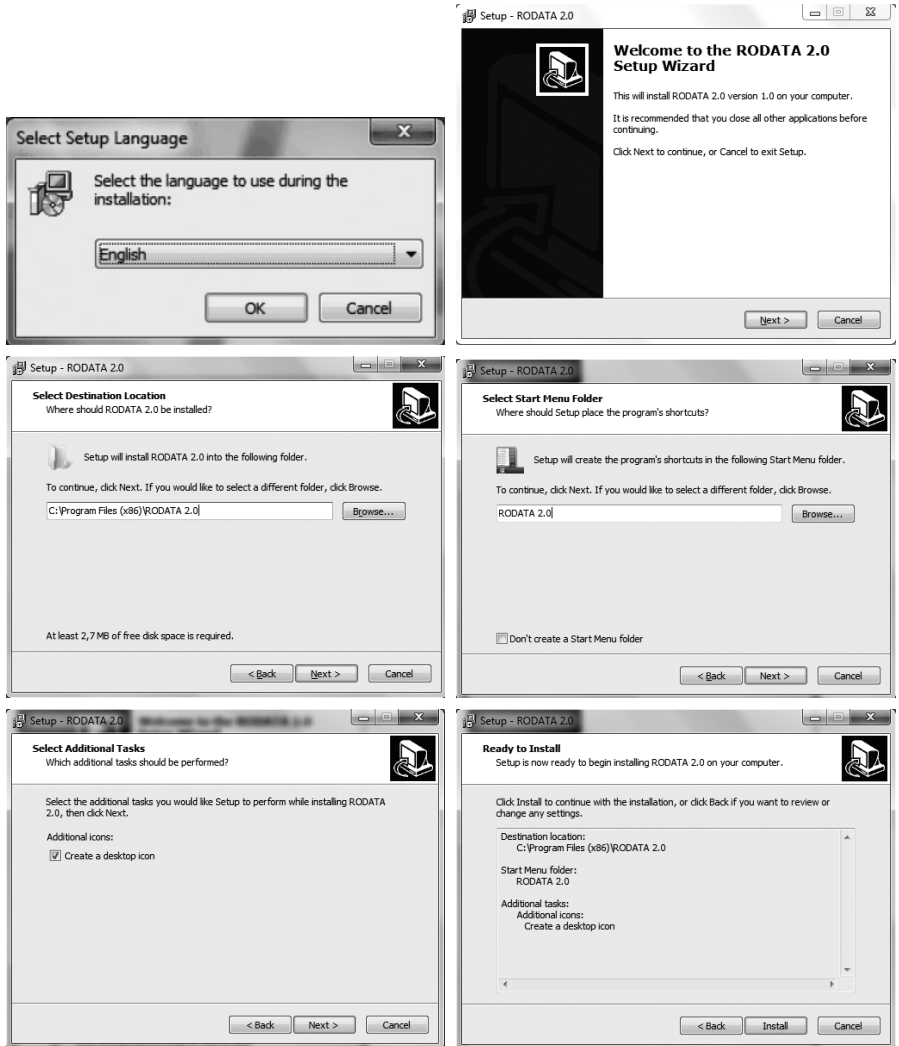 Select Setup Language
Select the language to use during the
installation:
English
OK
Cancel
Setup - RODATA 2.0
Welcome to the RODATA 2.0
Setup Wizard
This will install RODATA 2.0 version 1.0 on your computer.
It is recommended that you close all other applications before
continuing.
Click Next to continue, or Cancel to exit Setup.
Next >
Cancel
Setup - RODATA 2.0
Select Destination Location
Where should RODATA 2.0 be installed?
Setup will install RODATA 2.0 into the following folder.
To continue, click Next. If you would like to select a different folder, click Browse.
C:\Program Files (x86)\RODATA 2.0
Browse...
At least 2,7 MB of free disk space is required.
< Back
Next >
Cancel
Setup - RODATA 2.0
Select Start Menu Folder
Where should Setup place the program's shortcuts?
Setup will create the program's shortcuts in the following Start Menu folder.
To continue, click Next. If you would like to select a different folder, click Browse.
RODATA 2.0
Browse...
Don't create a Start Menu folder
< Back
Next >
Cancel
Setup - RODATA 2.0
Select Additional Tasks
Which additional tasks should be performed?
Select the additional tasks you would like Setup to perform while installing RODATA
2.0, then click Next.
Additional icons:
Create a desktop icon
< Back
Next >
Cancel
Setup - RODATA 2.0
Ready to Install
Setup is now ready to begin installing RODATA 2.0 on your computer.
Click Install to continue with the installation, or click Back if you want to review or
change any settings.
Destination location:
C:\Program Files (x86)\RODATA 2.0
Start Menu folder:
RODATA 2.0
Additional tasks:
Additional icons:
Create a desktop icon
< Back
Install
Cancel